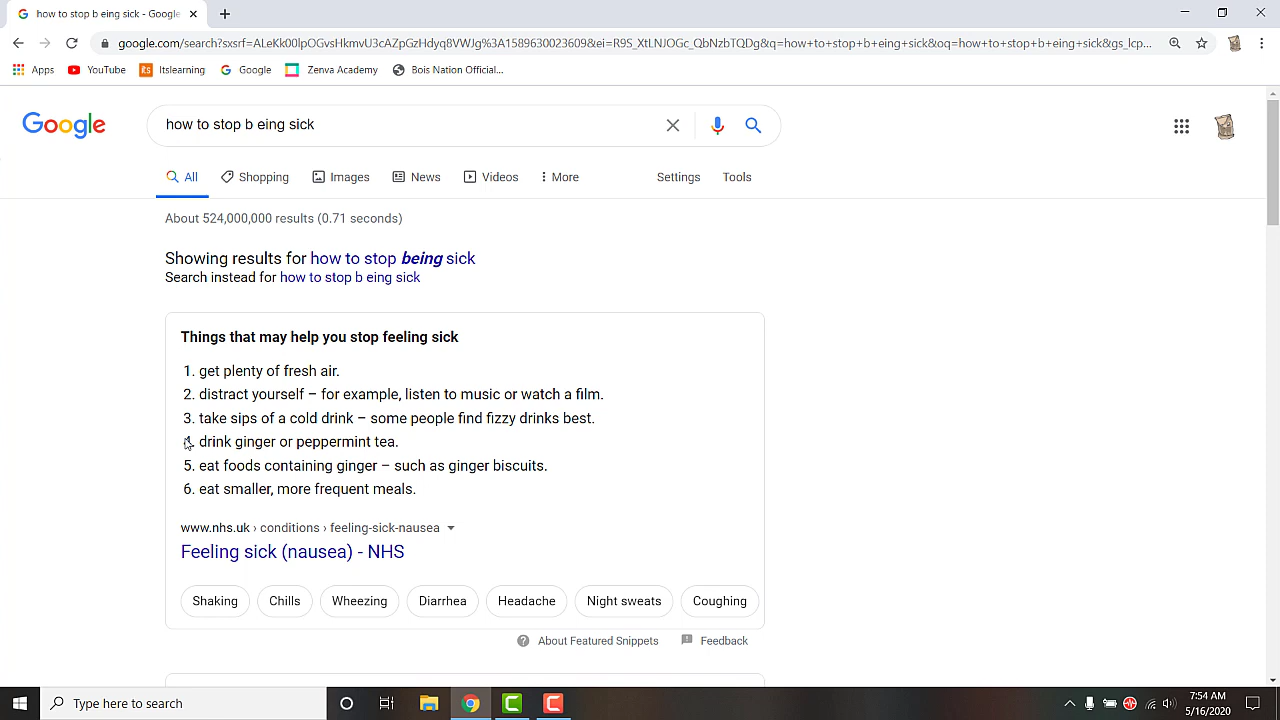 how to stop b eing sick - Google
google.com/search?sxsrf=ALeKk00lpOGvsHkmvU3cAZpGzHdyq8VWJg%3A1589630023609&ei=R9S_XtLNJOGc_QbNzbTQDg&q=how+to+stop+b+eing+sick&oq=how+to+stop+b+eing+sick&gs_lcp...
Apps YouTube its Itslearning Google Zenva Academy Bois Nation Official...
Google how to stop b eing sick
All Shopping Images News Videos More Settings Tools
About 524,000,000 results (0.71 seconds)
Showing results for how to stop being sick
Search instead for how to stop b eing sick
Things that may help you stop feeling sick
1. get plenty of fresh air.
2. distract yourself – for example, listen to music or watch a film.
3. take sips of a cold drink – some people find fizzy drinks best.
4. drink ginger or peppermint tea.
5. eat foods containing ginger – such as ginger biscuits.
6. eat smaller, more frequent meals.
www.nhs.uk › conditions › feeling-sick-nausea
Feeling sick (nausea) - NHS
Shaking Chills Wheezing Diarrhea Headache Night sweats Coughing
About Featured Snippets Feedback
Type here to search
7:54 AM
5/16/2020